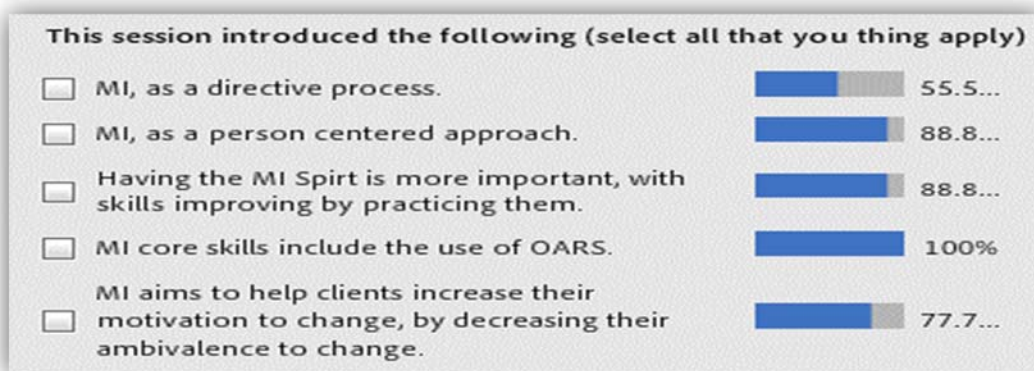 This session introduced the following (select all that you thing apply)
MI, as a directive process. 55.5...
MI, as a person centered approach. 88.8...
Having the MI Spirt is more important, with
skills improving by practicing them. 88.8...
MI core skills include the use of OARS. 100%
MI aims to help clients increase their
motivation to change, by decreasing their 77.7...
ambivalence to change.